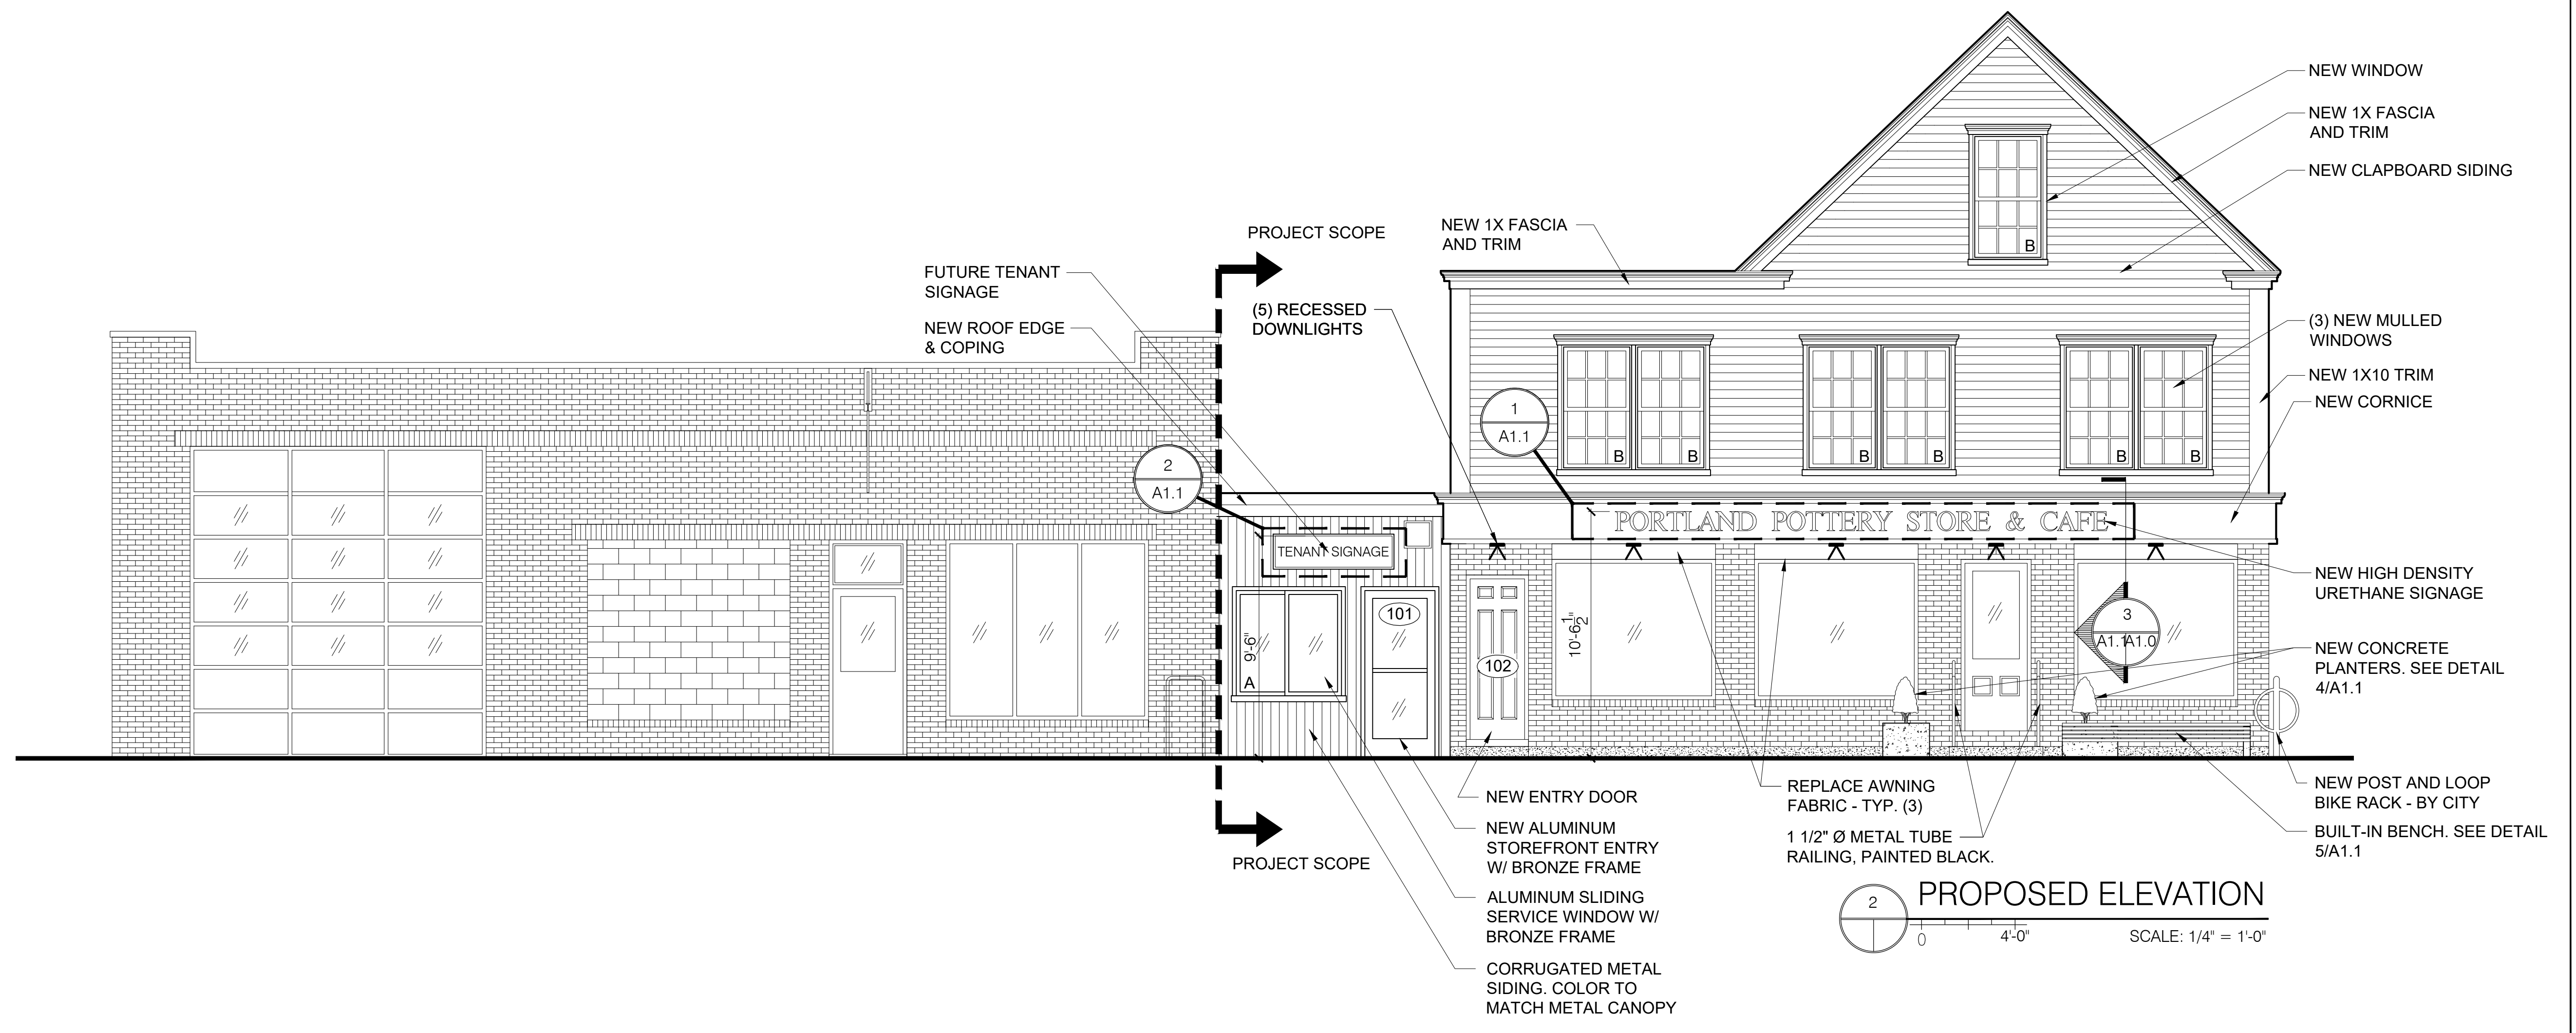 NEW WINDOW
NEW 1X FASCIA
AND TRIM
NEW CLAPBOARD SIDING
PROJECT SCOPE
NEW 1X FASCIA
AND TRIM
FUTURE TENANT
SIGNAGE
NEW ROOF EDGE
& COPING
(5) RECESSED
DOWNLIGHTS
(3) NEW MULLED
WINDOWS
NEW 1X10 TRIM
NEW CORNICE
B
B
B
B
B
B
B
1
A1.1
2
A1.1
PORTLAND POTTERY STORE & CAFE
TENANT SIGNAGE
NEW HIGH DENSITY
URETHANE SIGNAGE
101
102
9'-6"
A
10'-6 1/2"
3
A1.1
A1.0
NEW CONCRETE
PLANTERS. SEE DETAIL
4/A1.1
NEW POST AND LOOP
BIKE RACK - BY CITY
BUILT-IN BENCH. SEE DETAIL
5/A1.1
NEW ENTRY DOOR
NEW ALUMINUM
STOREFRONT ENTRY
W/ BRONZE FRAME
ALUMINUM SLIDING
SERVICE WINDOW W/
BRONZE FRAME
CORRUGATED METAL
SIDING. COLOR TO
MATCH METAL CANOPY
REPLACE AWNING
FABRIC - TYP. (3)
1 1/2" Ø METAL TUBE
RAILING, PAINTED BLACK.
PROJECT SCOPE
2
PROPOSED ELEVATION
0
4'-0"
SCALE: 1/4" = 1'-0"